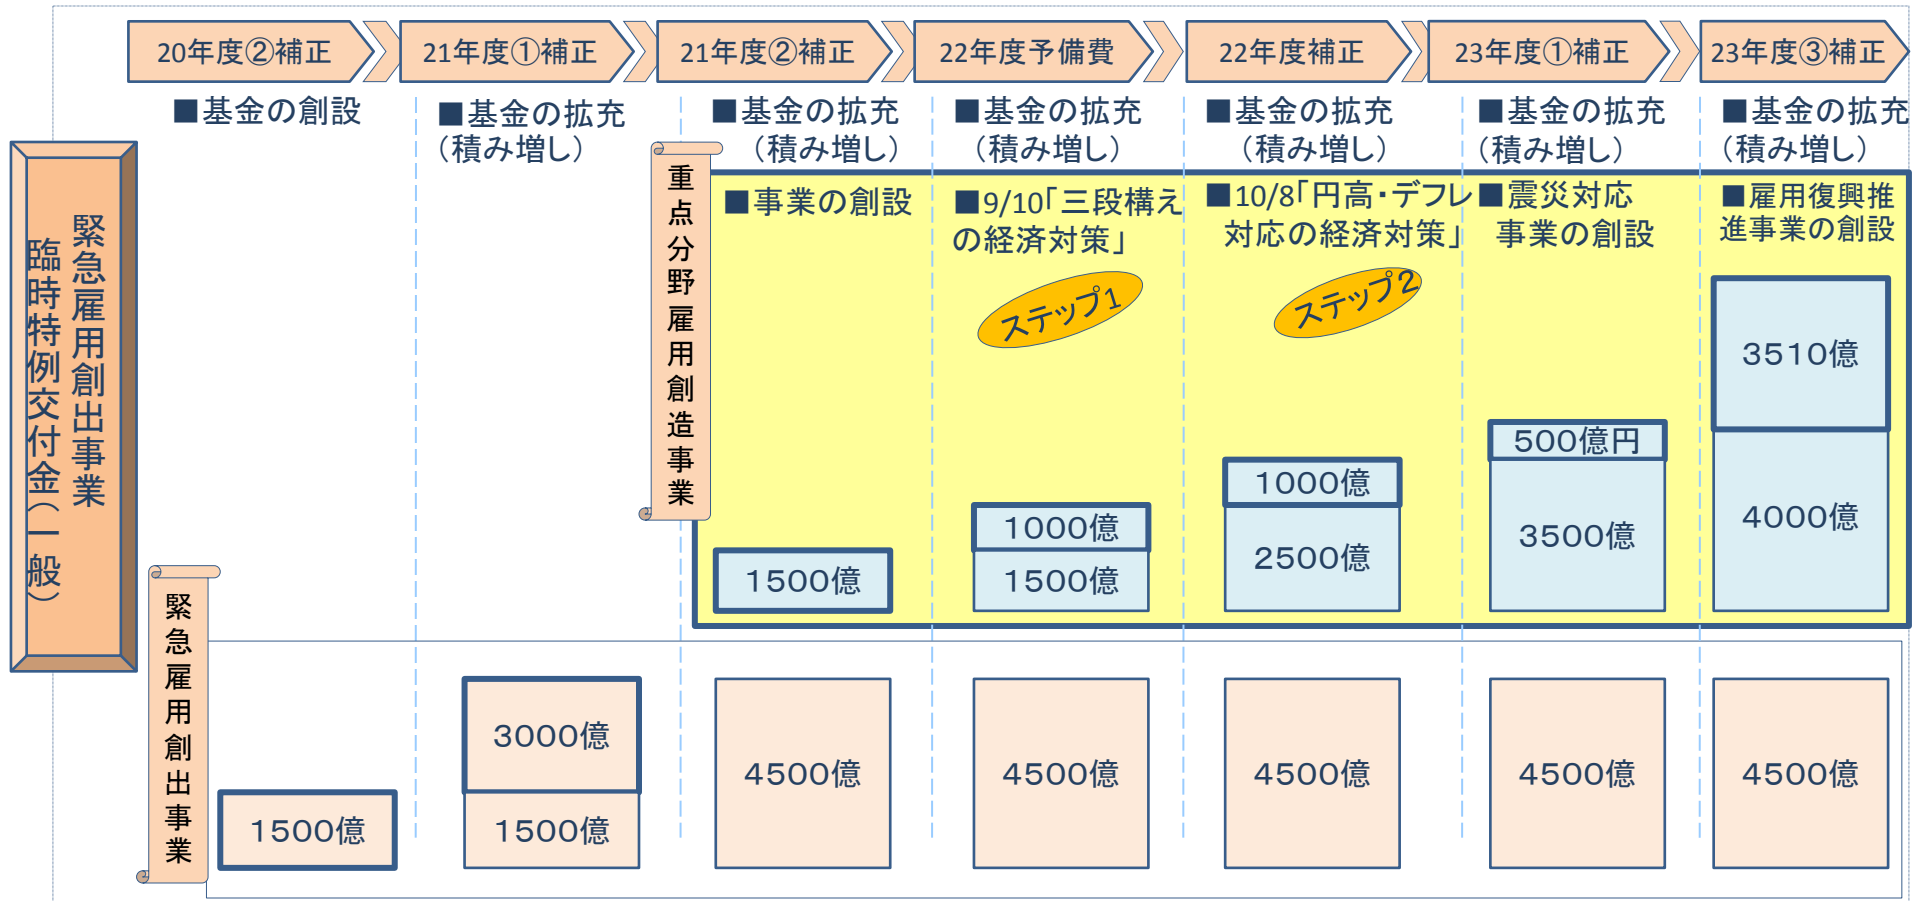 20年度②補正
21年度①補正
21年度②補正
22年度予備費
22年度補正
23年度①補正
23年度③補正
■基金の創設
■基金の拡充
（積み増し）
■基金の拡充
（積み増し）
■基金の拡充
（積み増し）
■基金の拡充
（積み増し）
■基金の拡充
（積み増し）
■基金の拡充
（積み増し）
緊急雇用創出事業
臨時特例交付金（一般）
重点分野雇用創造事業
■事業の創設
■9/10「三段構え
の経済対策」
■10/8「円高・デフレ
対応の経済対策」
■震災対応
事業の創設
■雇用復興推
進事業の創設
ステップ1
ステップ2
1500億
1000億
1500億
1000億
2500億
500億円
3500億
3510億
4000億
緊急雇用創出事業
1500億
3000億
1500億
4500億
4500億
4500億
4500億
4500億